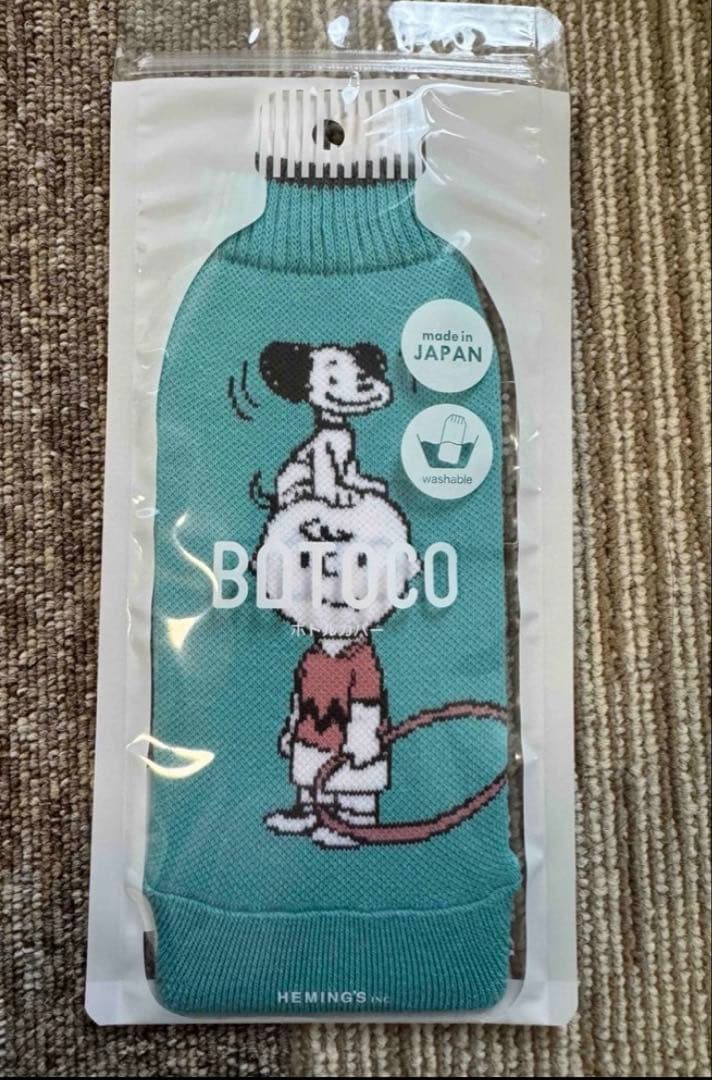 made in
JAPAN
washable
BOTOCO
ボトルカバー
HEMING'S INC